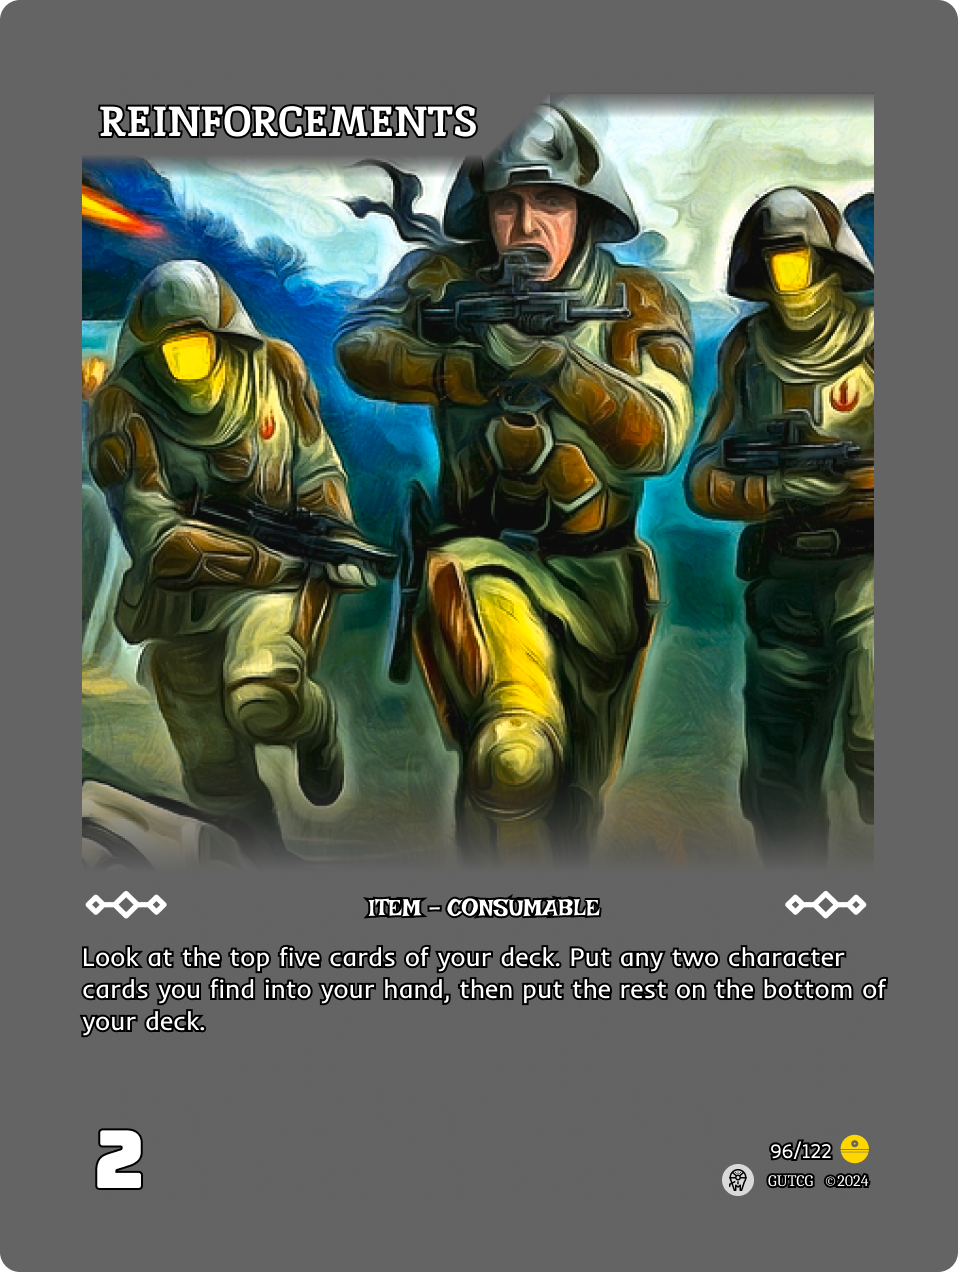 REINFORCEMENTS
ITEM – CONSUMABLE
Look at the top five cards of your deck. Put any two character
cards you find into your hand, then put the rest on the bottom of
your deck.
2
96/122
GUTCG ©2024